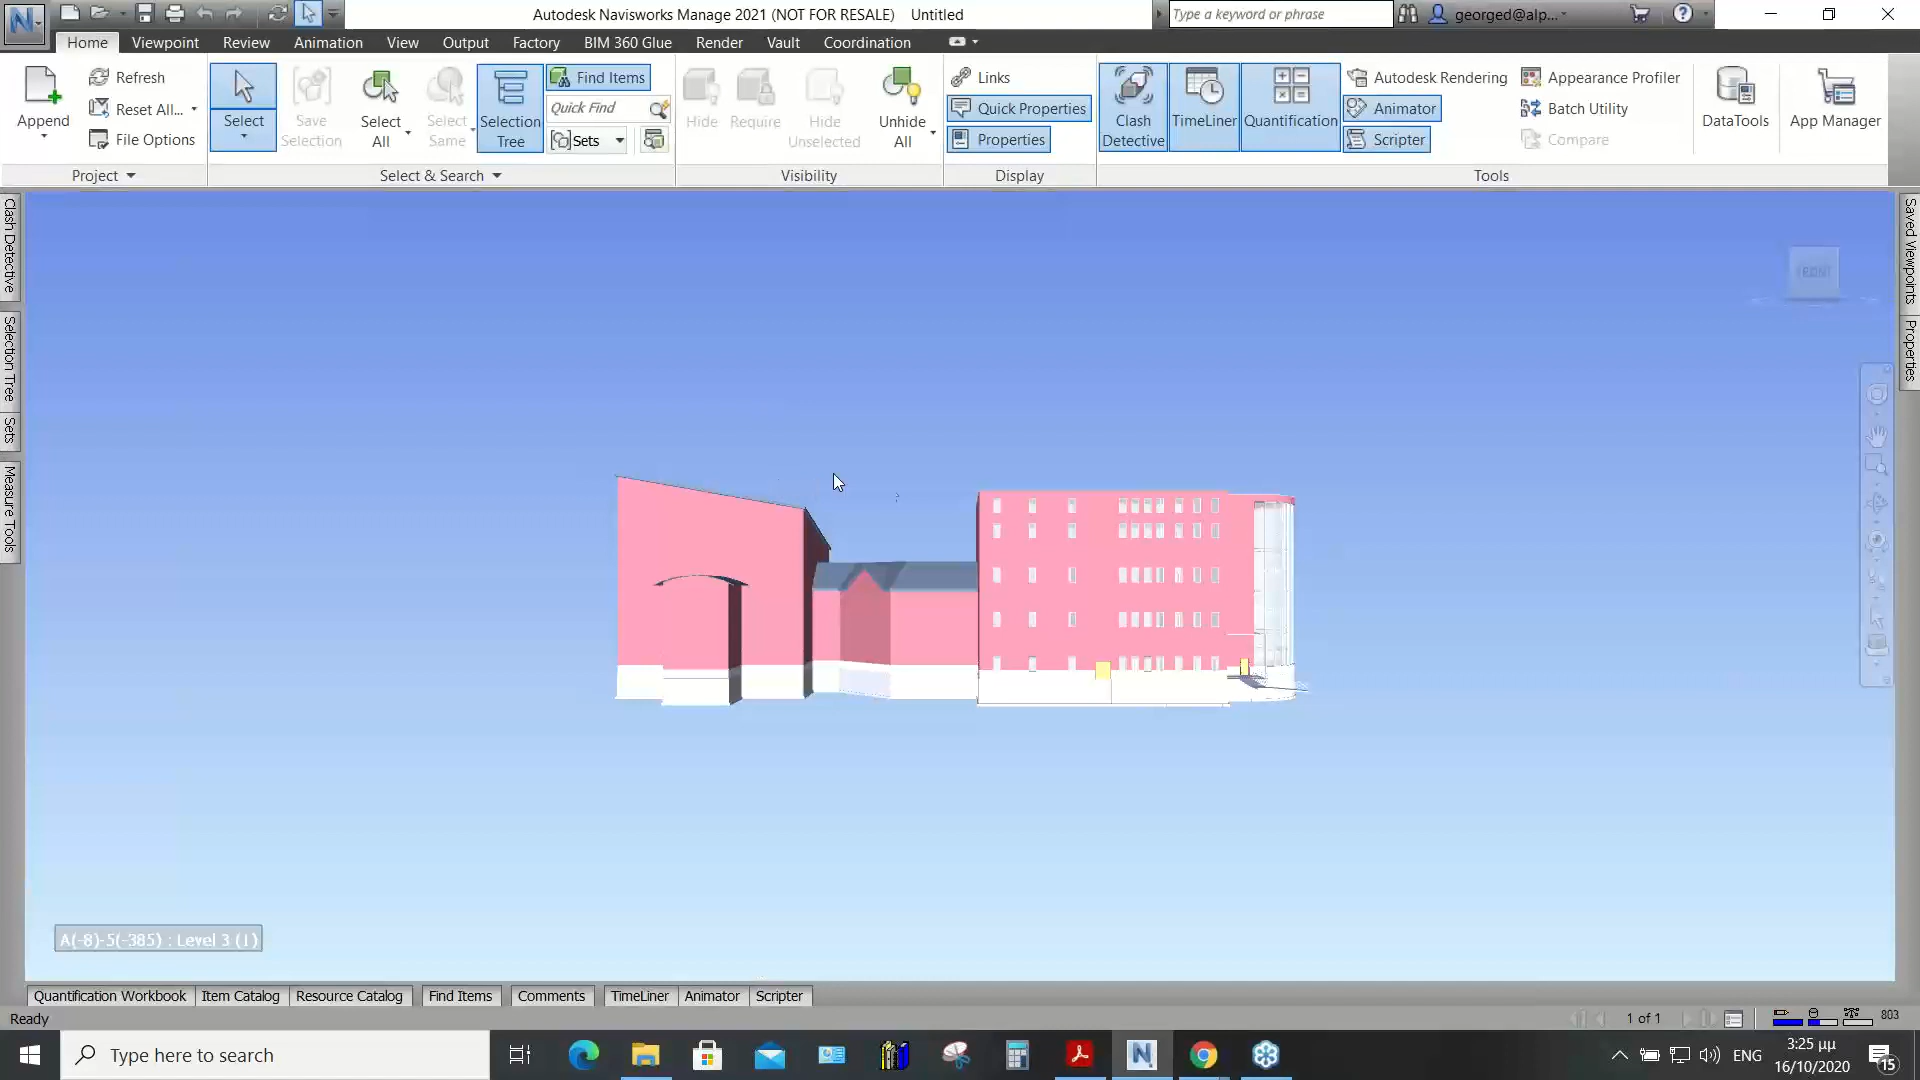 Autodesk Navisworks Manage 2021 (NOT FOR RESALE) Untitled
Type a keyword or phrase
georged@alp...
Home Viewpoint Review Animation View Output Factory BIM 360 Glue Render Vault Coordination
Append
Refresh
Reset All...
File Options
Project
Select
Save Selection
Select All
Select Same
Selection Tree
Find Items
Quick Find
Sets
Select & Search
Hide
Require
Hide Unselected
Unhide All
Visibility
Links
Quick Properties
Properties
Display
Clash Detective
TimeLiner
Quantification
Autodesk Rendering
Animator
Scripter
Appearance Profiler
Batch Utility
Compare
DataTools
App Manager
Tools
Clash Detective
Selection Tree
Sets
Measure Tools
Saved Viewpoints
Properties
FRONT
A(-8)-5(-385) : Level 3 (1)
Quantification Workbook Item Catalog Resource Catalog Find Items Comments TimeLiner Animator Scripter
Ready
1 of 1
803
Type here to search
ENG
3:25 μμ
16/10/2020
15